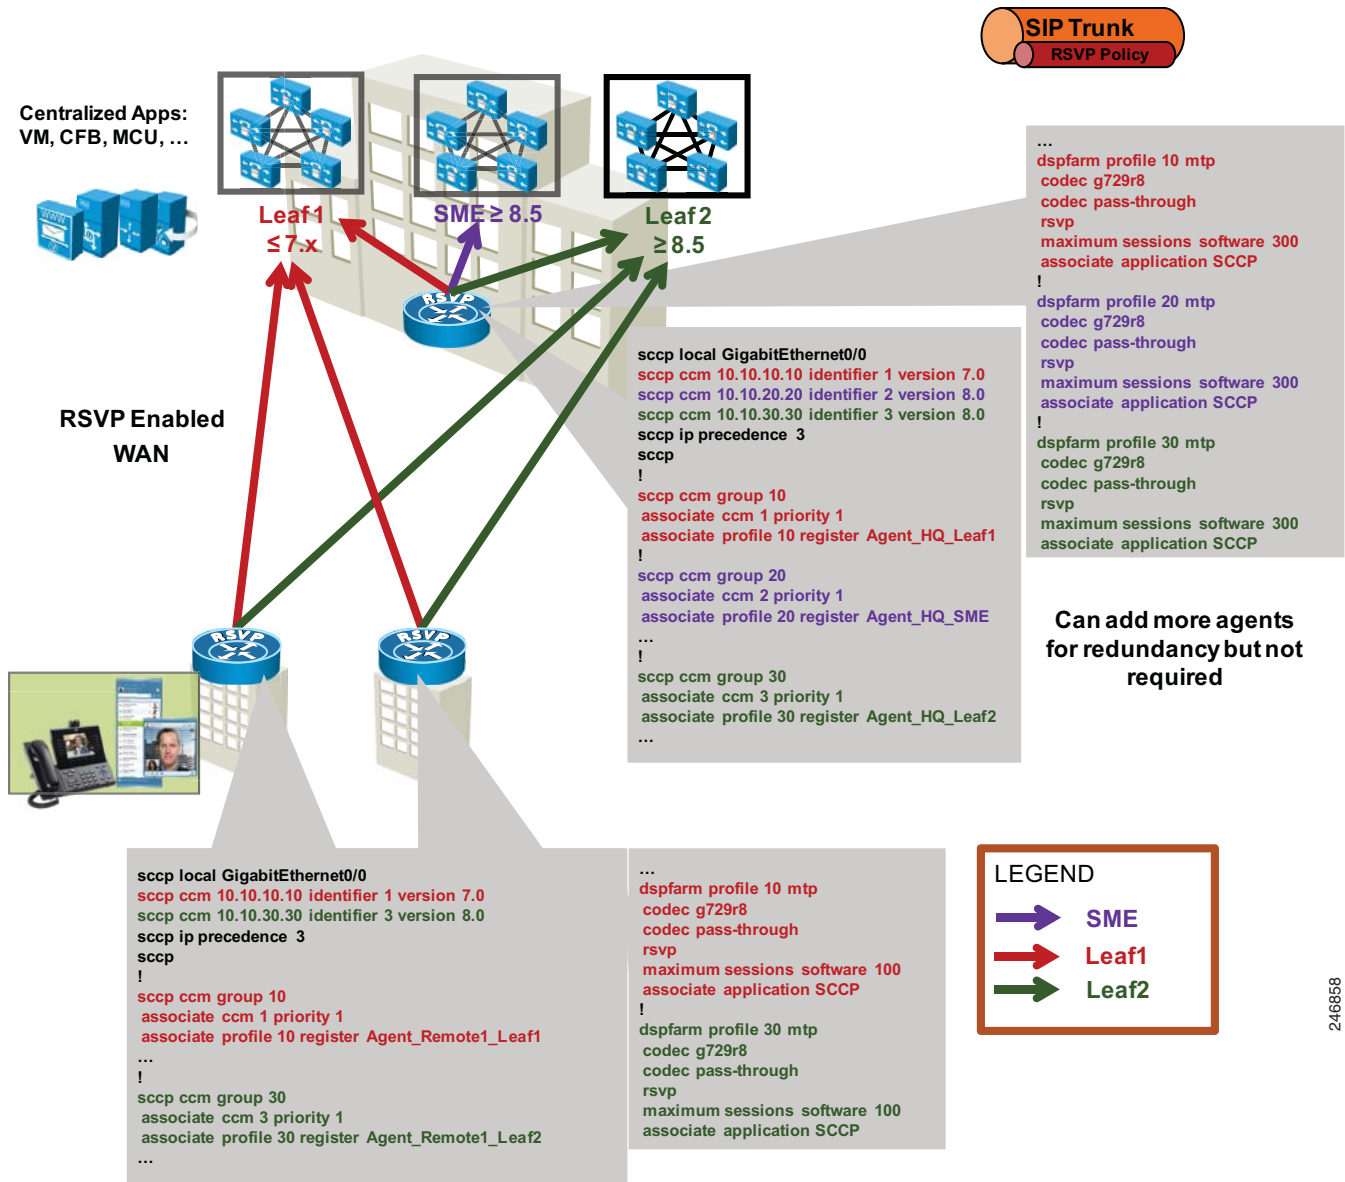 SIP Trunk
RSVP Policy
Centralized Apps:
VM, CFB, MCU, ...
Leaf1
≤ 7.x
SME ≥ 8.5
Leaf2
≥ 8.5
RSVP
RSVP Enabled
WAN
...
dspfarm profile 10 mtp
codec g729r8
codec pass-through
rsvp
maximum sessions software 300
associate application SCCP
!
dspfarm profile 20 mtp
codec g729r8
codec pass-through
rsvp
maximum sessions software 300
associate application SCCP
!
dspfarm profile 30 mtp
codec g729r8
codec pass-through
rsvp
maximum sessions software 300
associate application SCCP
sccp local GigabitEthernet0/0
sccp ccm 10.10.10.10 identifier 1 version 7.0
sccp ccm 10.10.20.20 identifier 2 version 8.0
sccp ccm 10.10.30.30 identifier 3 version 8.0
sccp ip precedence 3
sccp
!
sccp ccm group 10
associate ccm 1 priority 1
associate profile 10 register Agent_HQ_Leaf1
!
sccp ccm group 20
associate ccm 2 priority 1
associate profile 20 register Agent_HQ_SME
...
!
sccp ccm group 30
associate ccm 3 priority 1
associate profile 30 register Agent_HQ_Leaf2
...
Can add more agents
for redundancy but not
required
RSVP
RSVP
sccp local GigabitEthernet0/0
sccp ccm 10.10.10.10 identifier 1 version 7.0
sccp ccm 10.10.30.30 identifier 3 version 8.0
sccp ip precedence 3
sccp
!
sccp ccm group 10
associate ccm 1 priority 1
associate profile 10 register Agent_Remote1_Leaf1
...
!
sccp ccm group 30
associate ccm 3 priority 1
associate profile 30 register Agent_Remote1_Leaf2
...
...
dspfarm profile 10 mtp
codec g729r8
codec pass-through
rsvp
maximum sessions software 100
associate application SCCP
!
dspfarm profile 30 mtp
codec g729r8
codec pass-through
rsvp
maximum sessions software 100
associate application SCCP
LEGEND
SME
Leaf1
Leaf2
246858